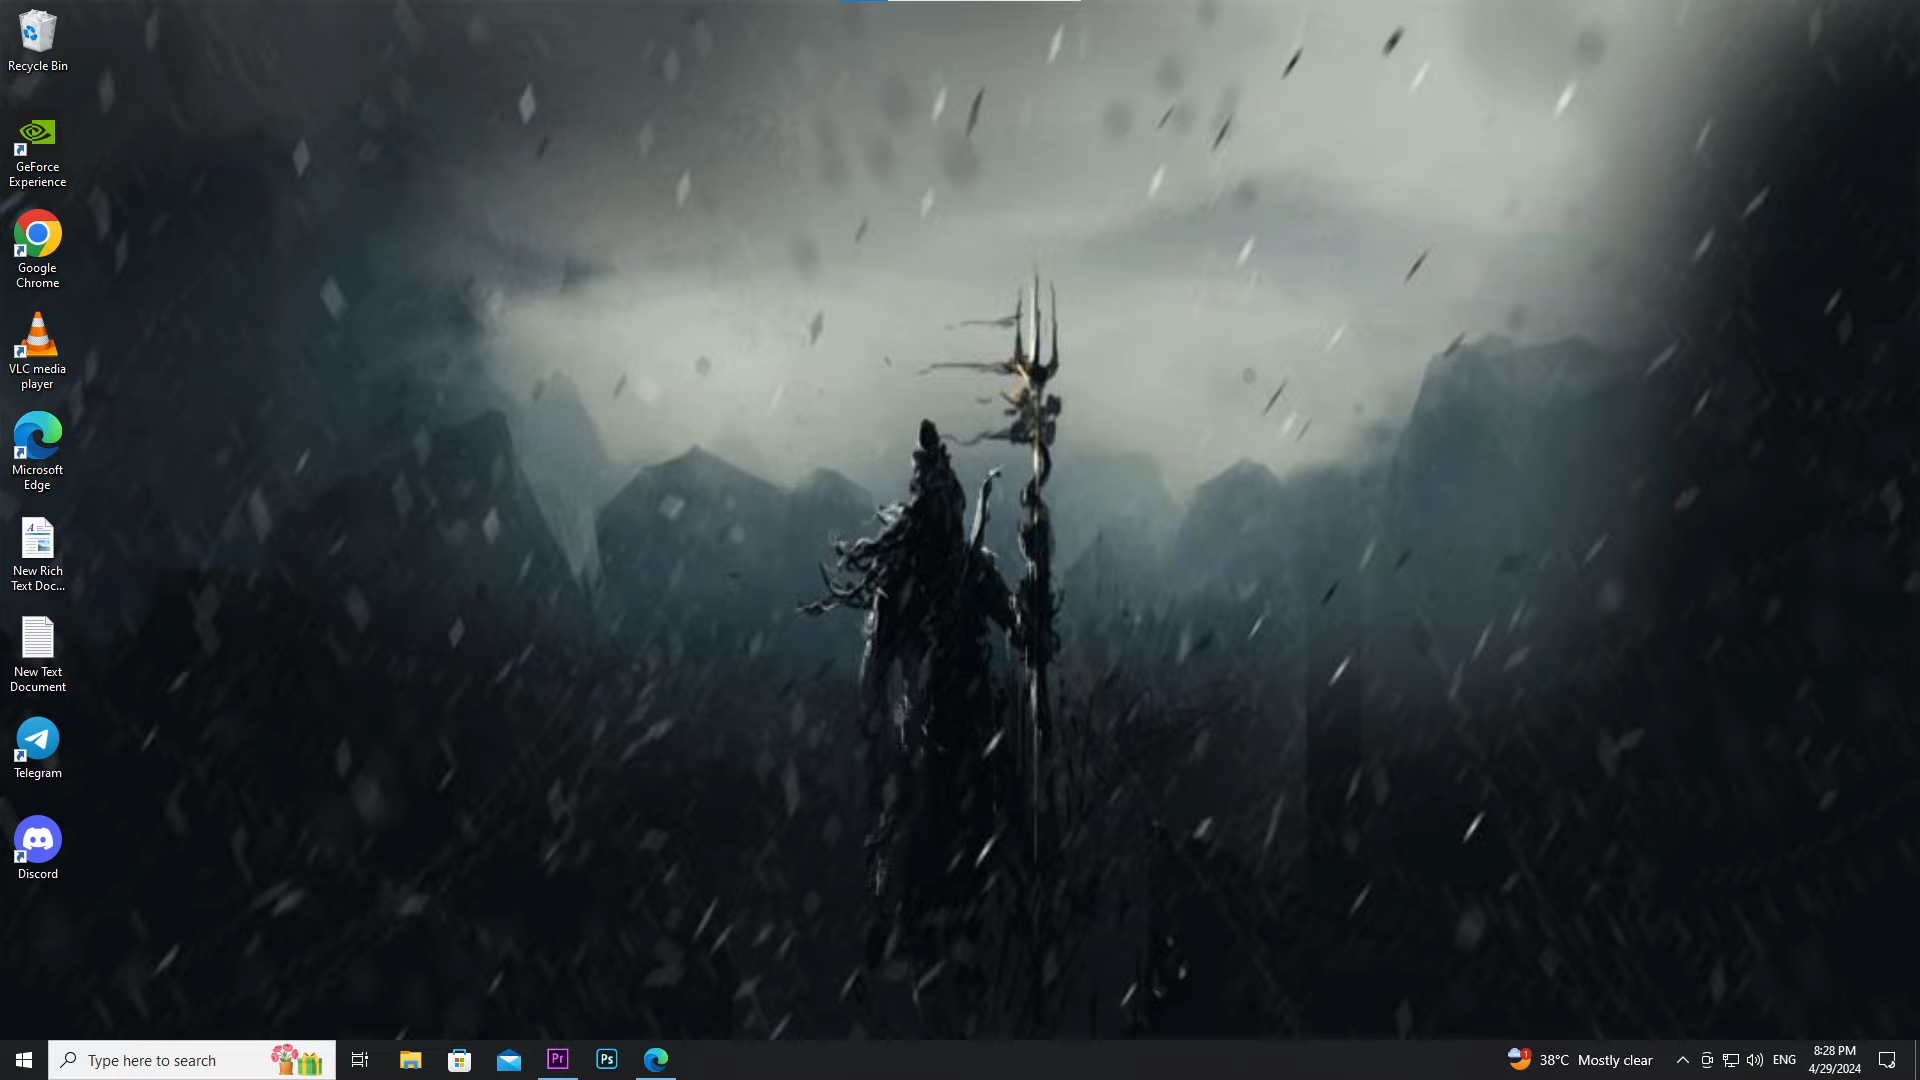 Recycle Bin
GeForce
Experience
Google
Chrome
VLC media
player
Microsoft
Edge
New Rich
Text Doc...
New Text
Document
Telegram
Discord
Type here to search
Pr
Ps
1
38°C Mostly clear
ENG
8:28 PM
4/29/2024